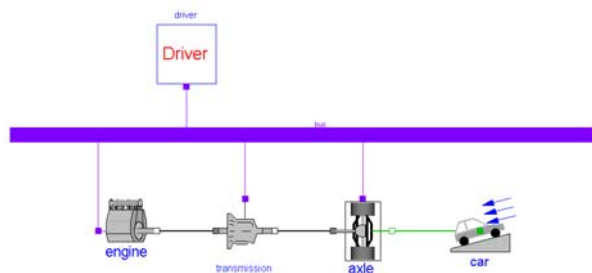 driver
Driver
bus
engine
transmission
axle
car